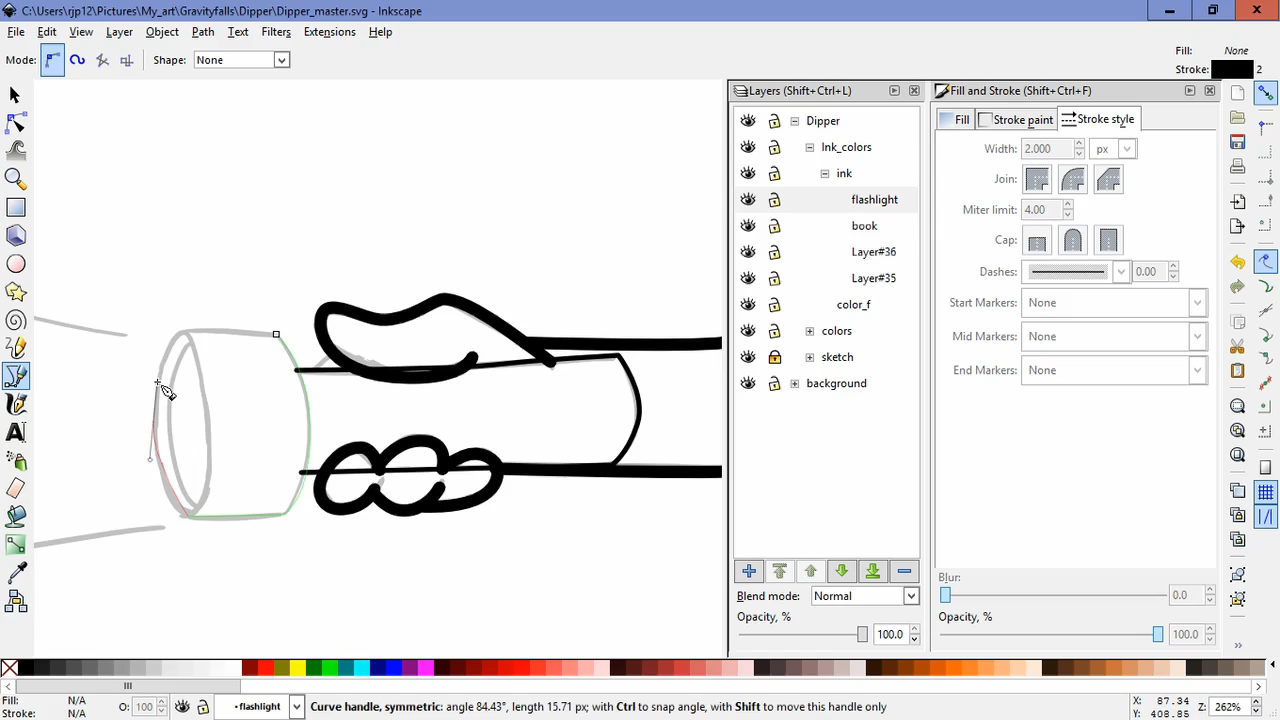 C:\Users\rjp12\Pictures\My_art\Gravityfalls\Dipper\Dipper_master.svg - Inkscape
File Edit View Layer Object Path Text Filters Extensions Help
Mode: Shape: None Fill: None
Stroke: 2
Layers (Shift+Ctrl+L) Fill and Stroke (Shift+Ctrl+F)
Dipper Fill Stroke paint Stroke style
Ink_colors Width: 2.000 px
ink Join:
flashlight Miter limit: 4.00
book Cap:
Layer#36 Dashes: 0.00
Layer#35
color_f Start Markers: None
colors Mid Markers: None
sketch End Markers: None
background
Blur:
Blend mode: Normal 0.0
Opacity, % Opacity, %
100.0 100.0
Fill: N/A O: 100 •flashlight Curve handle, symmetric: angle 84.43°, length 15.71 px; with Ctrl to snap angle, with Shift to move this handle only X: 87.34 Z: 262%
Stroke: N/A Y: 408.85